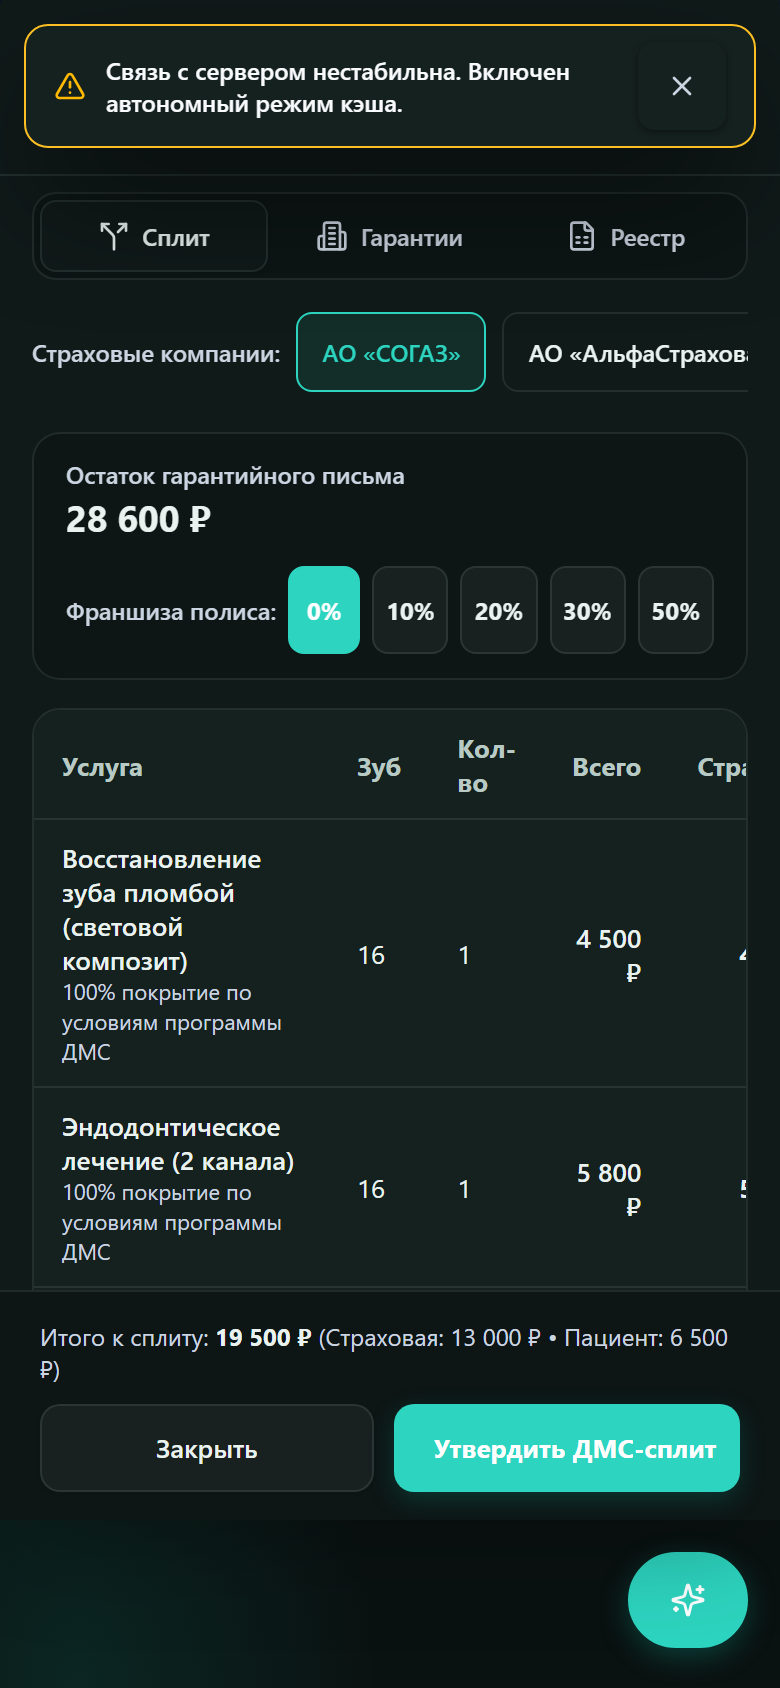 Связь с сервером нестабильна. Включен
автономный режим кэша.
Сплит
Гарантии
Реестр
Страховые компании:
АО «СОГАЗ»
АО «АльфаСтрахова
Остаток гарантийного письма
28 600 ₽
Франшиза полиса:
0%
10%
20%
30%
50%
Услуга
Зуб
Кол-
во
Всего
Стра
Восстановление
зуба пломбой
(световой
композит)
100% покрытие по
условиям программы
ДМС
16
1
4 500
₽
Эндодонтическое
лечение (2 канала)
100% покрытие по
условиям программы
ДМС
16
1
5 800
₽
Итого к сплиту: 19 500 ₽ (Страховая: 13 000 ₽ • Пациент: 6 500
₽)
Закрыть
Утвердить ДМС-сплит